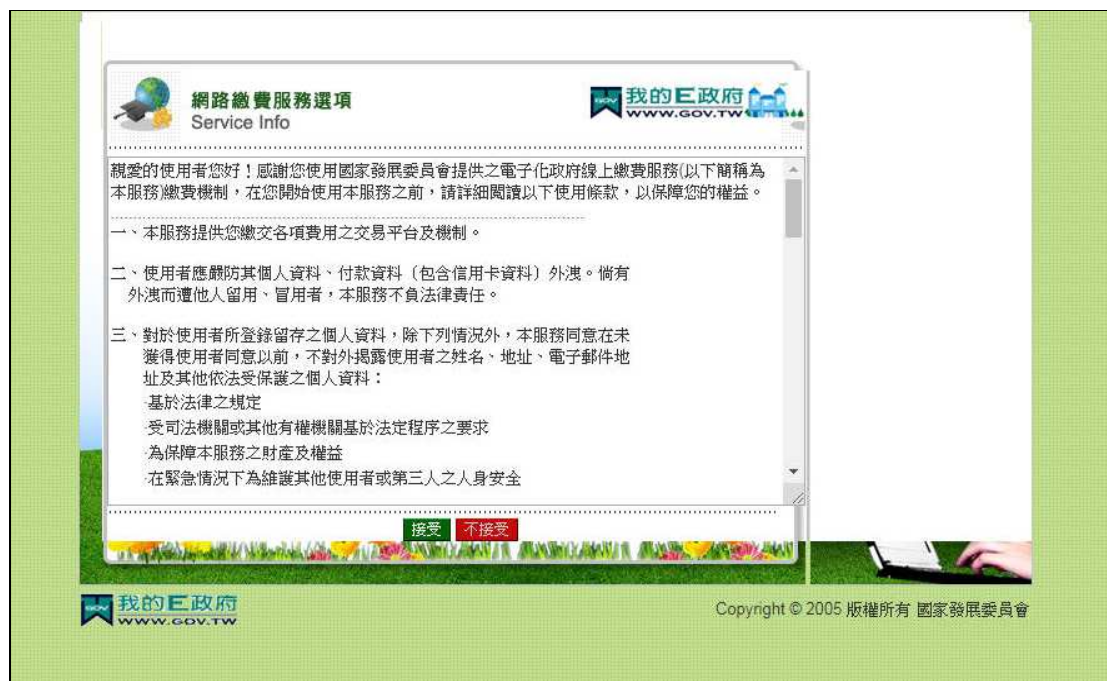 網路繳費服務選項
Service Info
GOV 我的E政府
WWW.GOV.TW
親愛的使用者您好！感謝您使用國家發展委員會提供之電子化政府線上繳費服務(以下簡稱為
本服務)繳費機制，在您開始使用本服務之前，請詳細閱讀以下使用條款，以保障您的權益。
一、本服務提供您繳交各項費用之交易平台及機制。
二、使用者應嚴防其個人資料、付款資料〔包含信用卡資料〕外洩。倘有
外洩而遭他人留用、冒用者，本服務不負法律責任。
三、對於使用者所登錄留存之個人資料，除下列情況外，本服務同意在未
獲得使用者同意以前，不對外揭露使用者之姓名、地址、電子郵件地
址及其他依法受保護之個人資料：
·基於法律之規定
·受司法機關或其他有權機關基於法定程序之要求
·為保障本服務之財產及權益
·在緊急情況下為維護其他使用者或第三人之人身安全
接受 不接受
GOV 我的E政府
WWW.GOV.TW
Copyright © 2005 版權所有 國家發展委員會